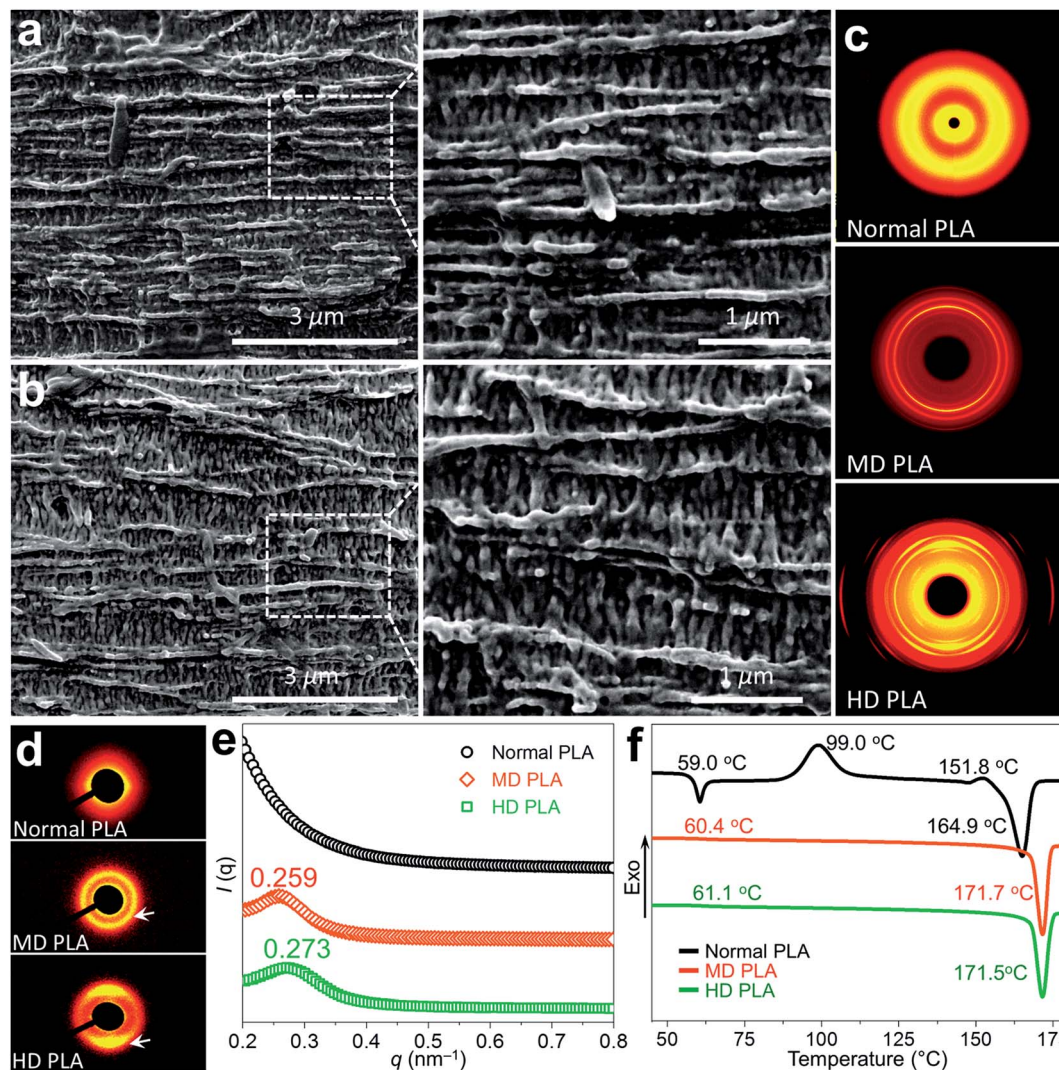 a
3 μm
1 μm
b
3 μm
1 μm
c
Normal PLA
MD PLA
HD PLA
d
Normal PLA
MD PLA
HD PLA
e
Normal PLA
MD PLA
HD PLA
0.259
0.273
I (q)
0.2 0.3 0.4 0.5 0.6 0.7 0.8
q (nm⁻¹)
f
59.0 °C
99.0 °C
151.8 °C
164.9 °C
60.4 °C
171.7 °C
61.1 °C
171.5°C
Exo
Normal PLA
MD PLA
HD PLA
50 75 100 125 150
Temperature (°C)